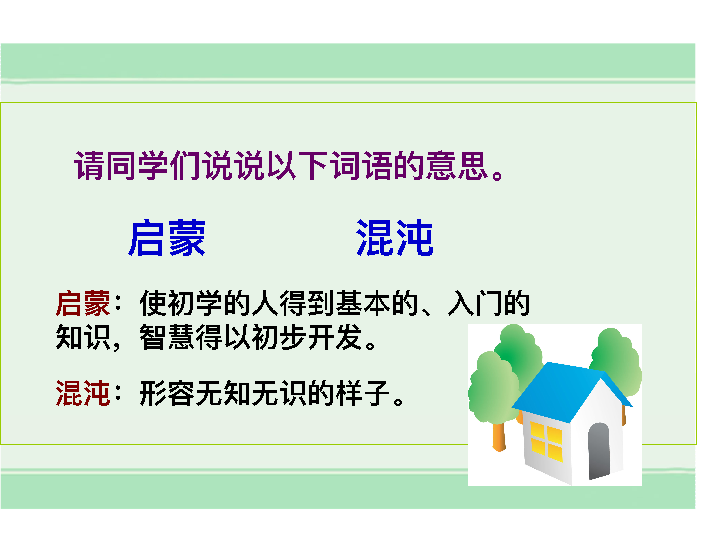 请同学们说说以下词语的意思。
启蒙 混沌
启蒙：使初学的人得到基本的、入门的
知识，智慧得以初步开发。
混沌：形容无知无识的样子。